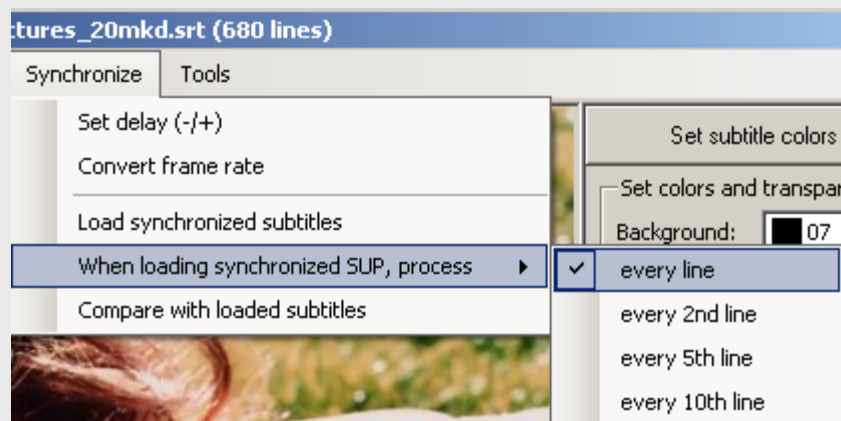 tures_20mkd.srt (680 lines)
Synchronize Tools
Set delay (-/+)
Convert frame rate
Load synchronized subtitles
When loading synchronized SUP, process
Compare with loaded subtitles
every line
every 2nd line
every 5th line
every 10th line
Set subtitle colors
Set colors and transpar
Background: 07